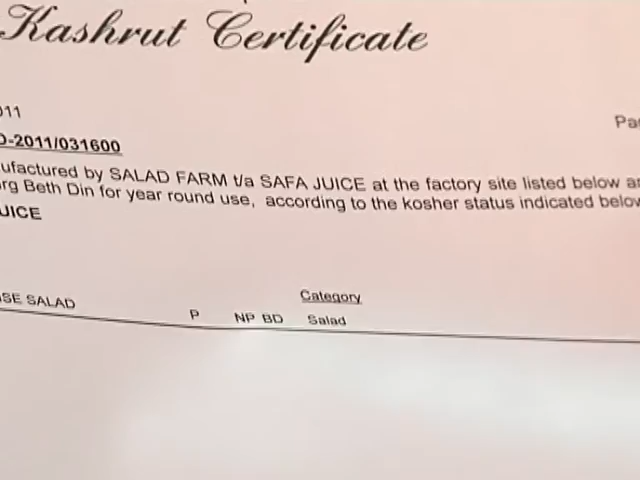 Kashrut Certificate
011
Pa
D-2011/031600
ufactured by SALAD FARM t/a SAFA JUICE at the factory site listed below a
rg Beth Din for year round use, according to the kosher status indicated below
UICE
Category
SE SALAD P NP BD Salad